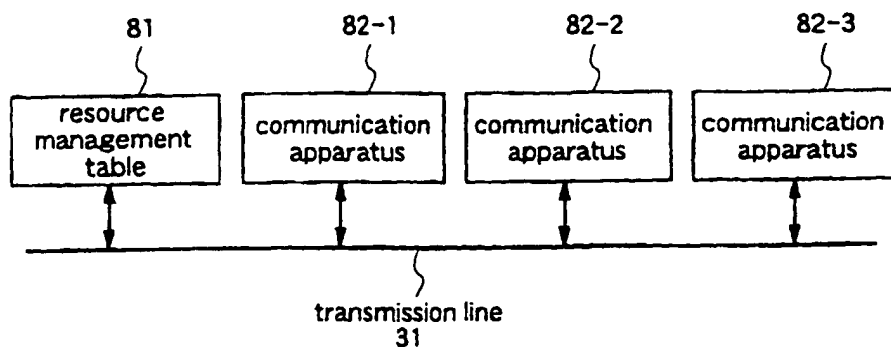 81
82-1
82-2
82-3
resource
management
table
communication
apparatus
communication
apparatus
communication
apparatus
transmission line
31